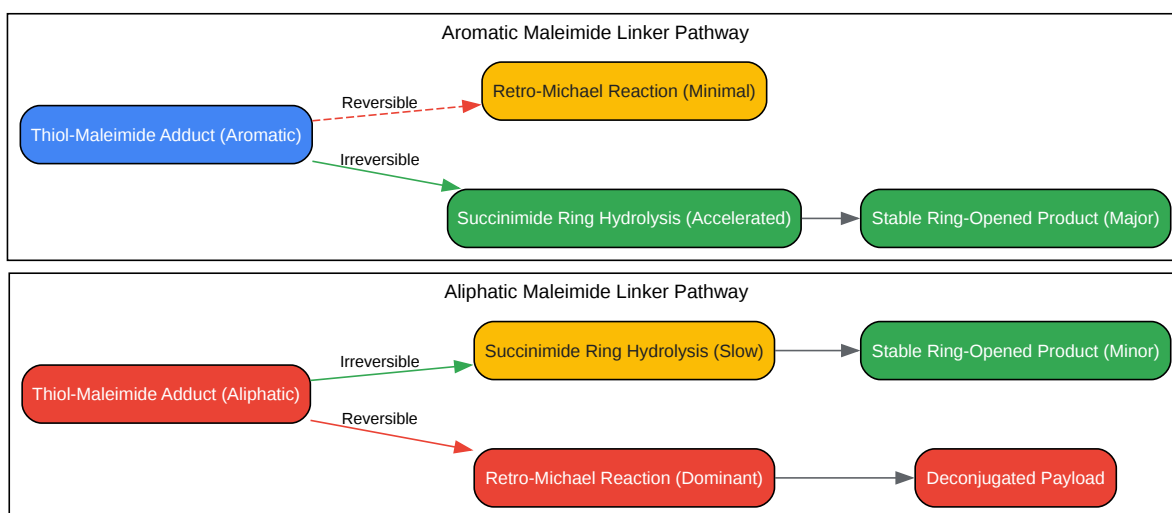 Aromatic Maleimide Linker Pathway
Retro-Michael Reaction (Minimal)
Reversible
Thiol-Maleimide Adduct (Aromatic)
Irreversible
Succinimide Ring Hydrolysis (Accelerated)
Stable Ring-Opened Product (Major)
Aliphatic Maleimide Linker Pathway
Succinimide Ring Hydrolysis (Slow)
Stable Ring-Opened Product (Minor)
Irreversible
Thiol-Maleimide Adduct (Aliphatic)
Reversible
Retro-Michael Reaction (Dominant)
Deconjugated Payload